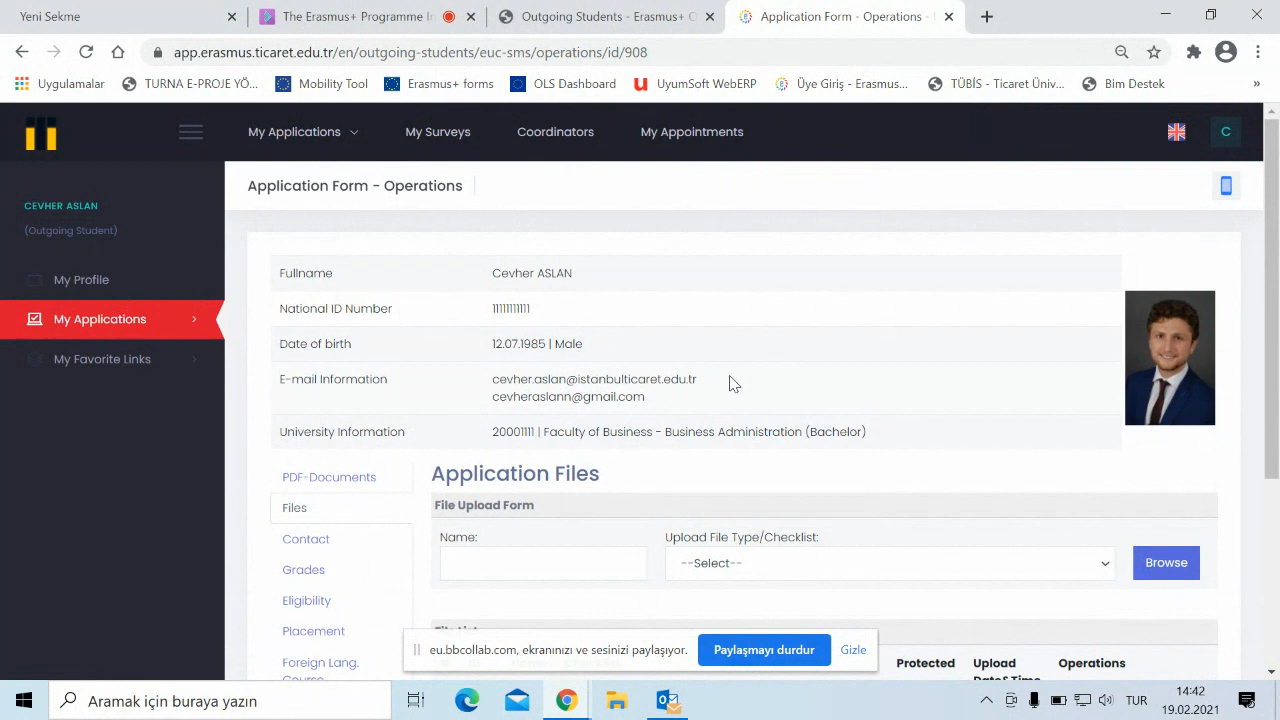 Yeni Sekme
The Erasmus+ Programme In
Outgoing Students - Erasmus+ C
Application Form - Operations -
app.erasmus.ticaret.edu.tr/en/outgoing-students/euc-sms/operations/id/908
Uygulamalar
TURNA E-PROJE YÖ...
Mobility Tool
Erasmus+ forms
OLS Dashboard
UyumSoft WebERP
Üye Giriş - Erasmus...
TÜBİS - Ticaret Üniv...
Bim Destek
»
My Applications
My Surveys
Coordinators
My Appointments
C
Application Form - Operations
CEVHER ASLAN
(Outgoing Student)
My Profile
My Applications
My Favorite Links
Fullname Cevher ASLAN
National ID Number 11111111111
Date of birth 12.07.1985 | Male
E-mail Information cevher.aslan@istanbulticaret.edu.tr
cevheraslann@gmail.com
University Information 20001111 | Faculty of Business - Business Administration (Bachelor)
PDF-Documents
Files
Contact
Grades
Eligibility
Placement
Foreign Lang.
Course
Application Files
File Upload Form
Name:
Upload File Type/Checklist:
--Select--
Browse
File List
Protected
Upload
Date&Time
Operations
eu.bbcollab.com, ekranınızı ve sesinizi paylaşıyor.
Paylaşmayı durdur
Gizle
Aramak için buraya yazın
TUR
14:42
19.02.2021